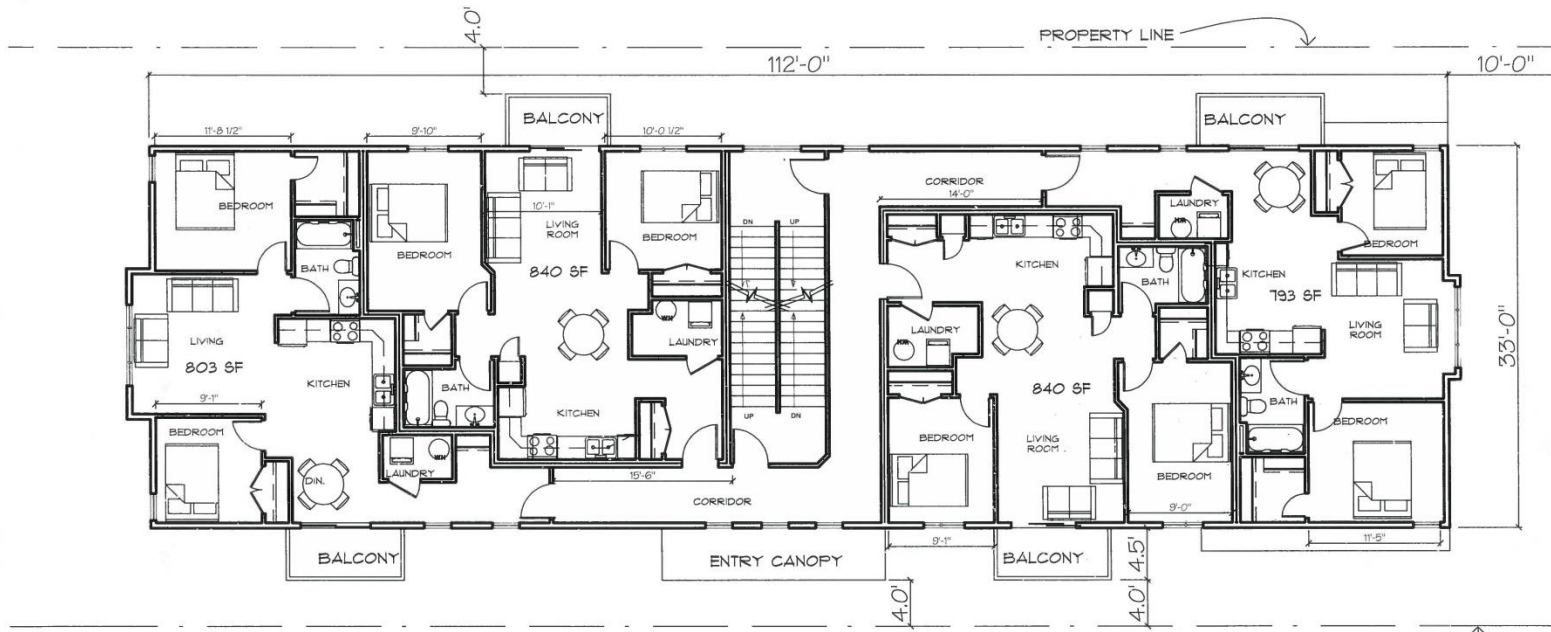 4.0'
PROPERTY LINE
112'-0"
10'-0"
BALCONY
BALCONY
11'-8 1/2"
9'-10"
10'-0 1/2"
BEDROOM
BEDROOM
10'-1"
LIVING
ROOM
840 SF
BEDROOM
DN
UP
CORRIDOR
14'-0"
LAUNDRY
WH
BEDROOM
BATH
KITCHEN
BATH
KITCHEN
793 SF
LIVING
803 SF
9'-1"
KITCHEN
WH
LAUNDRY
LAUNDRY
LIVING
ROOM
33'-0"
BATH
KITCHEN
840 SF
BATH
BEDROOM
UP
DN
BEDROOM
LIVING
ROOM
BEDROOM
BEDROOM
LAUNDRY
DIN.
15'-6"
CORRIDOR
9'-0"
9'-1"
11'-5"
BALCONY
ENTRY CANOPY
BALCONY
4.5'
4.0'
4.0'